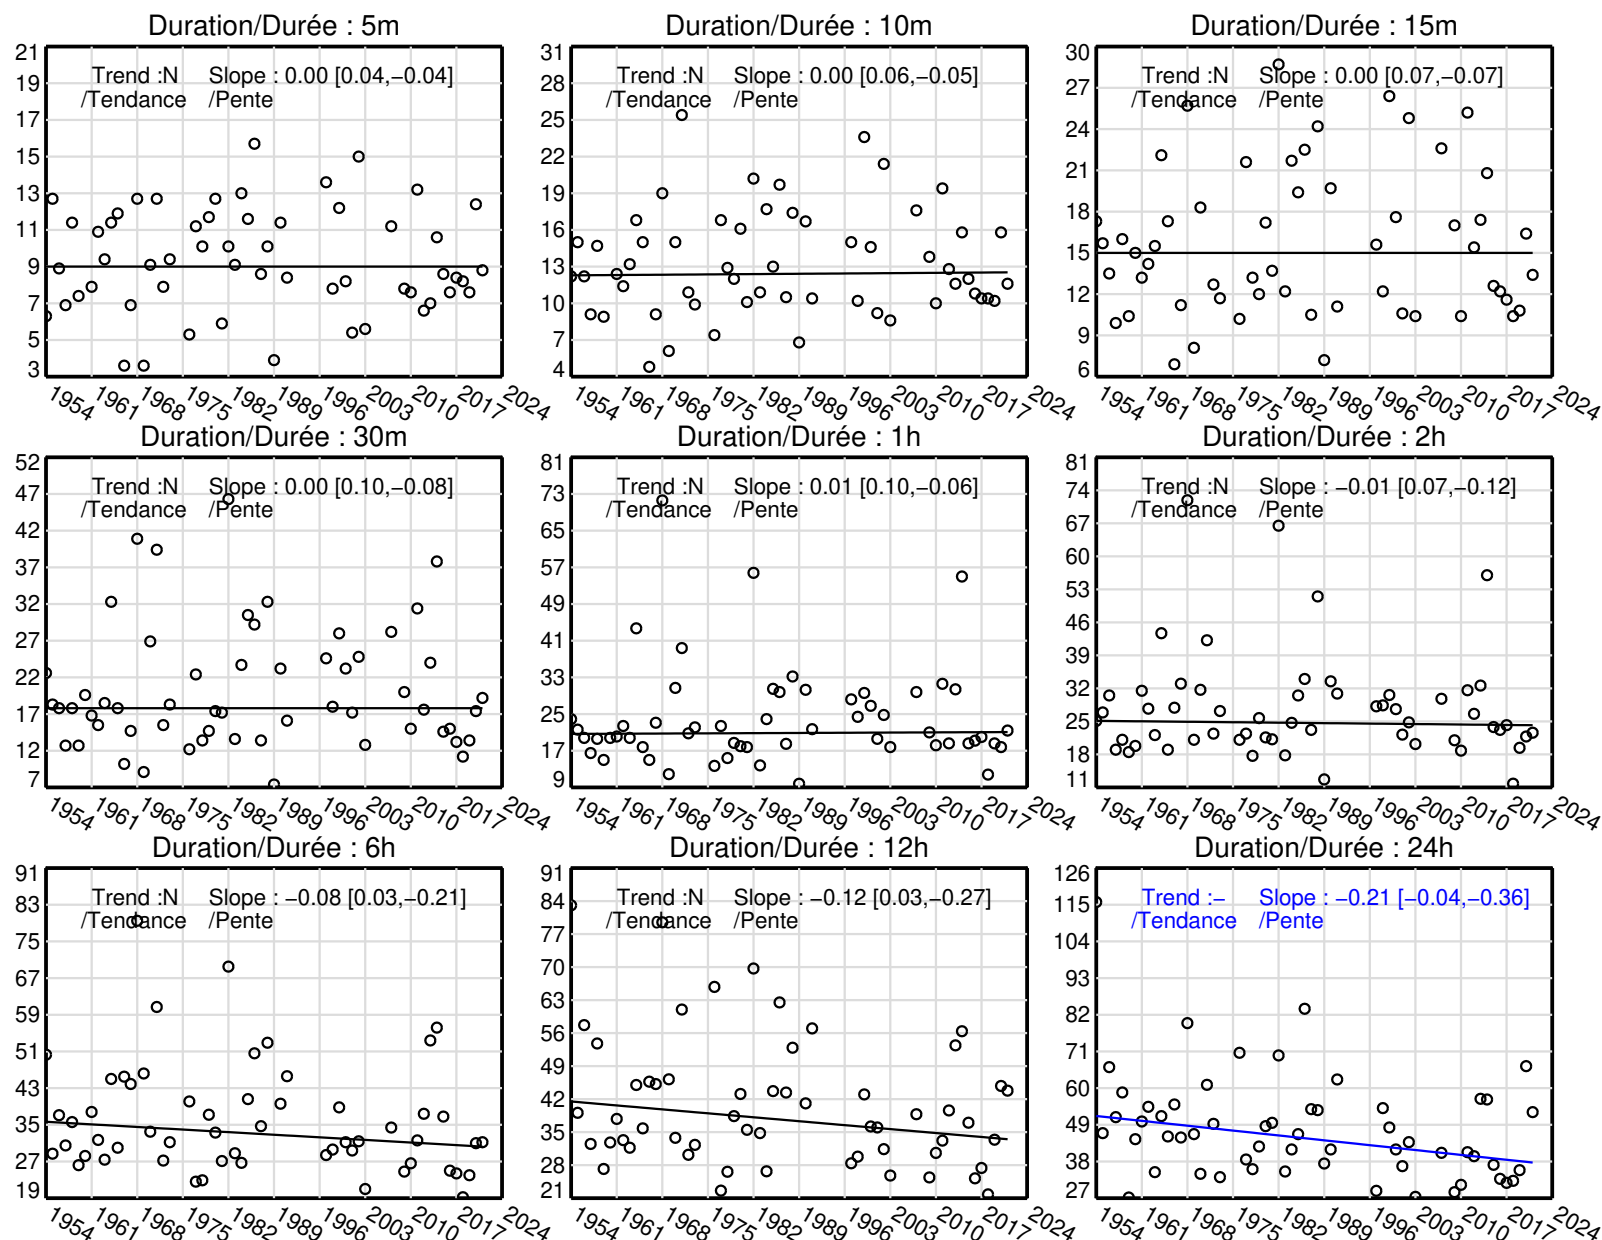 Duration/Durée : 5m
21
19
17
15
13
11
9
7
5
3
Trend :N Slope : 0.00 [0.04,−0.04]
/Tendance /Pente
1954 1961 1968 1975 1982 1989 1996 2003 2010 2017 2024
Duration/Durée : 10m
31
28
25
22
19
16
13
10
7
4
Trend :N Slope : 0.00 [0.06,−0.05]
/Tendance /Pente
1954 1961 1968 1975 1982 1989 1996 2003 2010 2017 2024
Duration/Durée : 15m
30
27
24
21
18
15
12
9
6
Trend :N Slope : 0.00 [0.07,−0.07]
/Tendance /Pente
1954 1961 1968 1975 1982 1989 1996 2003 2010 2017 2024
Duration/Durée : 30m
52
47
42
37
32
27
22
17
12
7
Trend :N Slope : 0.00 [0.10,−0.08]
/Tendance /Pente
1954 1961 1968 1975 1982 1989 1996 2003 2010 2017 2024
Duration/Durée : 1h
81
73
65
57
49
41
33
25
17
9
Trend :N Slope : 0.01 [0.10,−0.06]
/Tendance /Pente
1954 1961 1968 1975 1982 1989 1996 2003 2010 2017 2024
Duration/Durée : 2h
81
74
67
60
53
46
39
32
25
18
11
Trend :N Slope : −0.01 [0.07,−0.12]
/Tendance /Pente
1954 1961 1968 1975 1982 1989 1996 2003 2010 2017 2024
Duration/Durée : 6h
91
83
75
67
59
51
43
35
27
19
Trend :N Slope : −0.08 [0.03,−0.21]
/Tendance /Pente
1954 1961 1968 1975 1982 1989 1996 2003 2010 2017 2024
Duration/Durée : 12h
91
84
77
70
63
56
49
42
35
28
21
Trend :N Slope : −0.12 [0.03,−0.27]
/Tendance /Pente
1954 1961 1968 1975 1982 1989 1996 2003 2010 2017 2024
Duration/Durée : 24h
126
115
104
93
82
71
60
49
38
27
Trend :− Slope : −0.21 [−0.04,−0.36]
/Tendance /Pente
1954 1961 1968 1975 1982 1989 1996 2003 2010 2017 2024